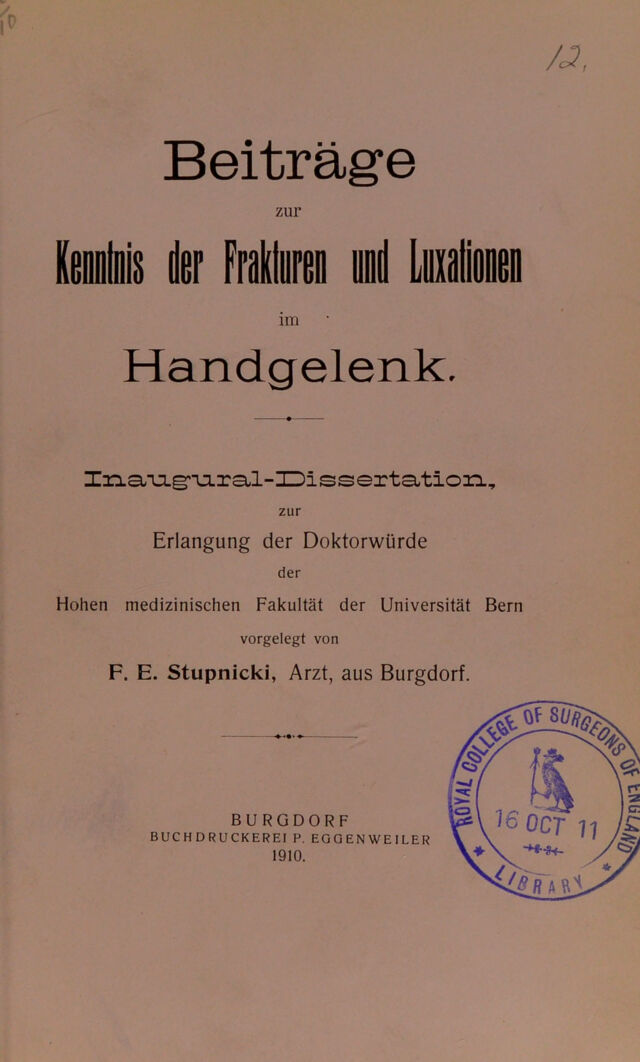 12.
Beiträge
zur
Kenntnis der Frakturen und Luxationen
im
Handgelenk.
Inaugural-Dissertation,
zur
Erlangung der Doktorwürde
der
Hohen medizinischen Fakultät der Universität Bern
vorgelegt von
F. E. Stupnicki, Arzt, aus Burgdorf.
BURGDORF
BUCHDRUCKEREI P. EGGENWEILER
1910.
ROYAL COLLEGE OF SURGEONS OF ENGLAND
16 OCT 11
* LIBRARY *